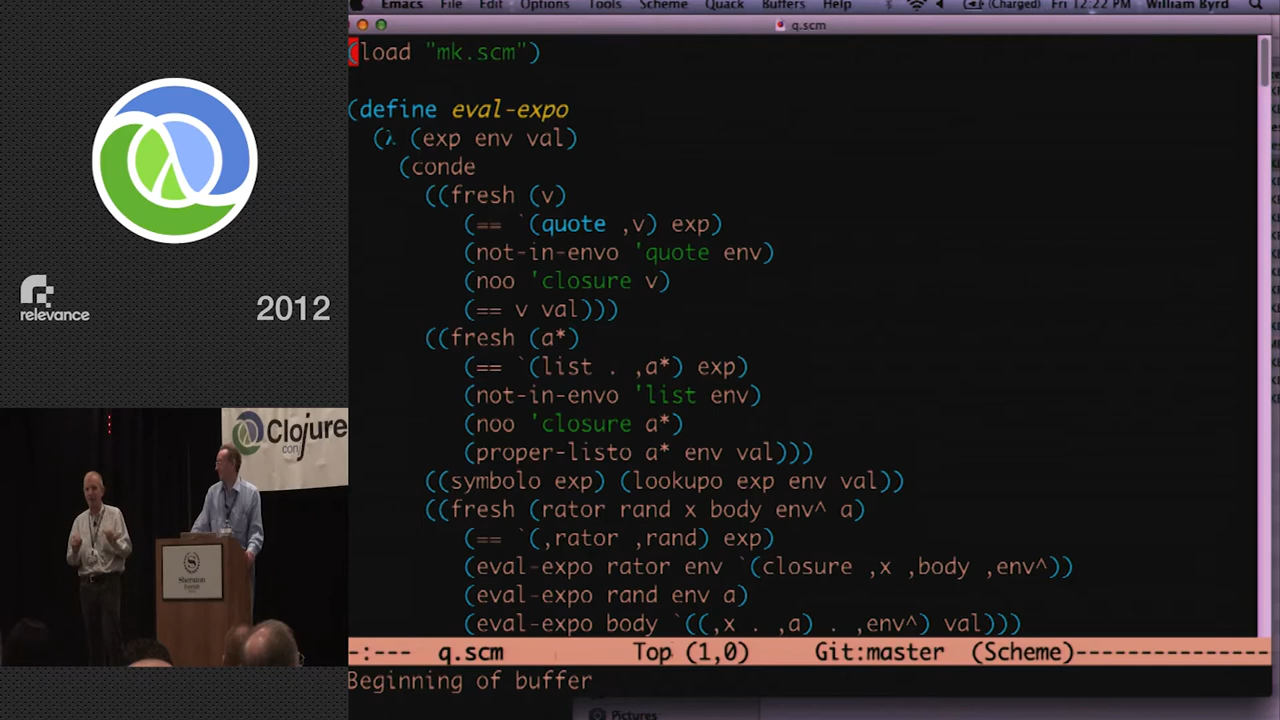 Emacs File Edit Options Tools Scheme Quack Buffers Help (Charged) Fri 12:22 PM William Byrd
q.scm
(load "mk.scm")
(define eval-expo
(λ (exp env val)
(conde
((fresh (v)
(== `(quote ,v) exp)
(not-in-envo 'quote env)
(noo 'closure v)
(== v val)))
((fresh (a*)
(== `(list . ,a*) exp)
(not-in-envo 'list env)
(noo 'closure a*)
(proper-listo a* env val)))
((symbolo exp) (lookupo exp env val))
((fresh (rator rand x body env^ a)
(== `(,rator ,rand) exp)
(eval-expo rator env `(closure ,x ,body ,env^))
(eval-expo rand env a)
(eval-expo body `((,x . ,a) . ,env^) val)))
-:--- q.scm Top (1,0) Git:master (Scheme)------------
Beginning of buffer
Pictures
relevance
2012
Clojure
conj
Sheraton